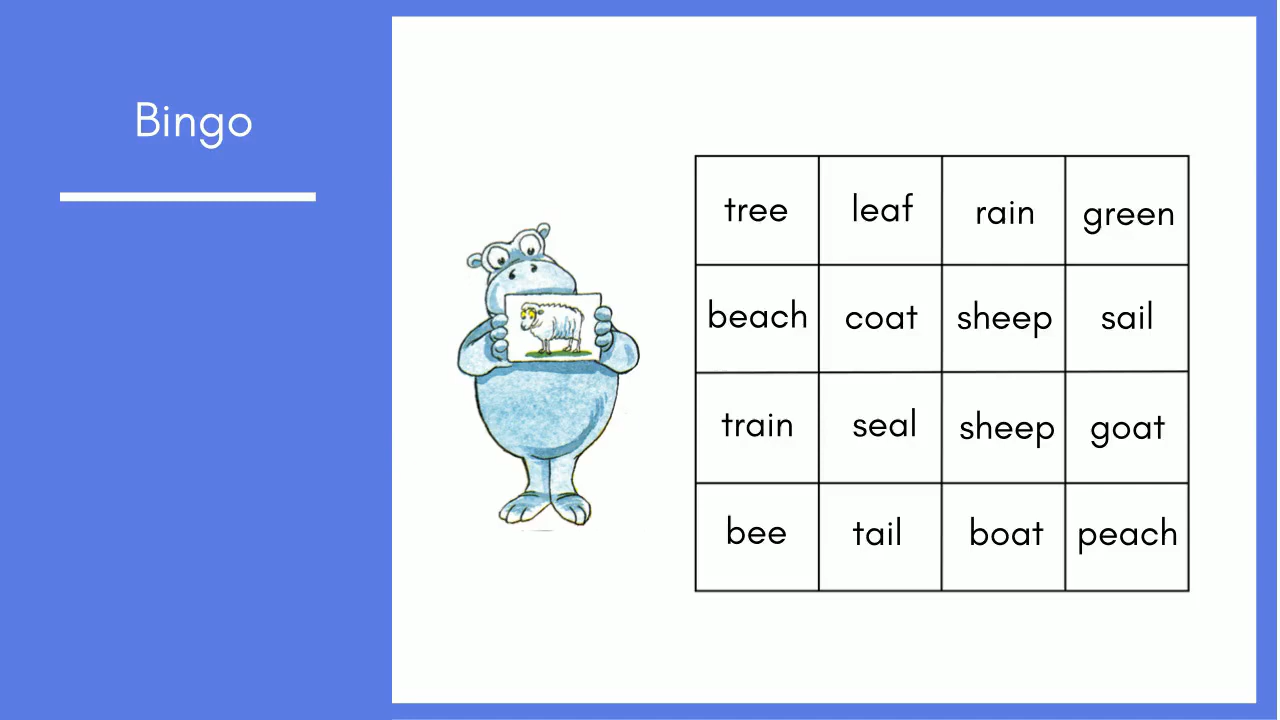 Bingo
tree leaf rain green
beach coat sheep sail
train seal sheep goat
bee tail boat peach